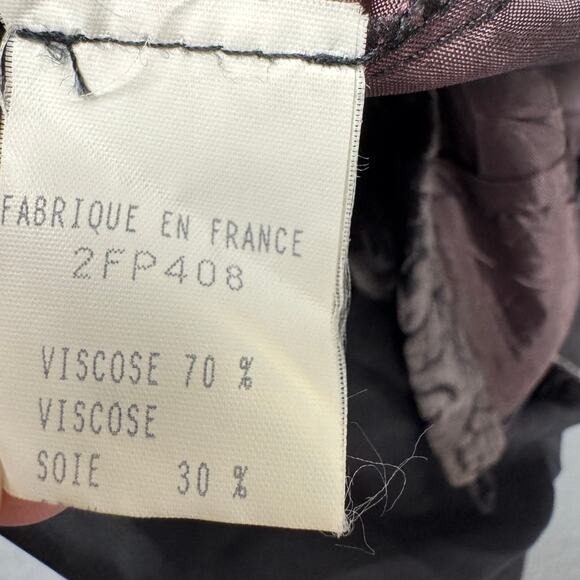 FABRIQUE EN FRANCE
2FP408
VISCOSE 70 %
VISCOSE
SOIE 30 %